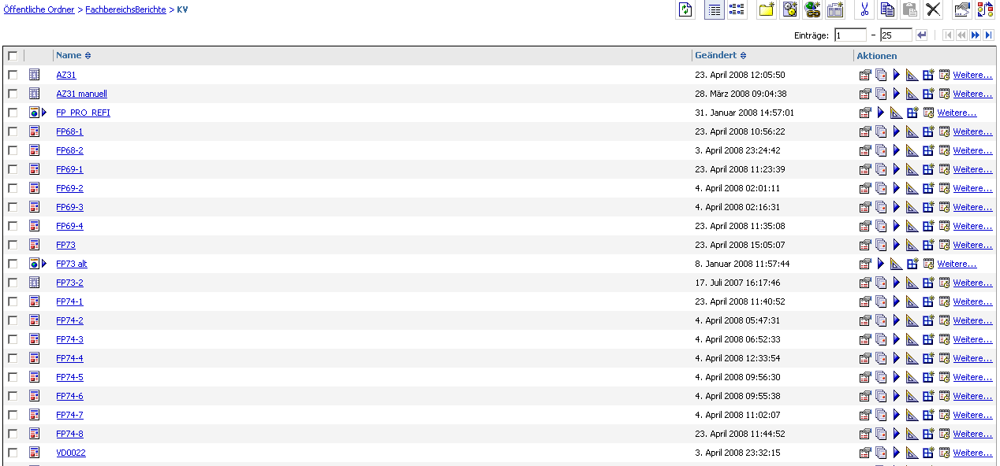 Öffentliche Ordner > FachbereichsBerichte > KV
Einträge: 1 - 25
Name Geändert Aktionen
AZ31 23. April 2008 12:05:50 Weitere...
AZ31 manuell 28. März 2008 09:04:38 Weitere...
FP_PRO_REFI 31. Januar 2008 14:57:01 Weitere...
FP68-1 23. April 2008 10:56:22 Weitere...
FP68-2 3. April 2008 23:24:42 Weitere...
FP69-1 23. April 2008 11:23:39 Weitere...
FP69-2 4. April 2008 02:01:11 Weitere...
FP69-3 4. April 2008 02:16:31 Weitere...
FP69-4 23. April 2008 11:35:08 Weitere...
FP73 23. April 2008 15:05:07 Weitere...
FP73 alt 8. Januar 2008 11:57:44 Weitere...
FP73-2 17. Juli 2007 16:17:46 Weitere...
FP74-1 23. April 2008 11:40:52 Weitere...
FP74-2 4. April 2008 05:47:31 Weitere...
FP74-3 4. April 2008 06:52:33 Weitere...
FP74-4 4. April 2008 12:33:54 Weitere...
FP74-5 4. April 2008 09:56:30 Weitere...
FP74-6 4. April 2008 09:55:38 Weitere...
FP74-7 4. April 2008 11:02:07 Weitere...
FP74-8 23. April 2008 11:44:52 Weitere...
VD0022 3. April 2008 23:32:15 Weitere...